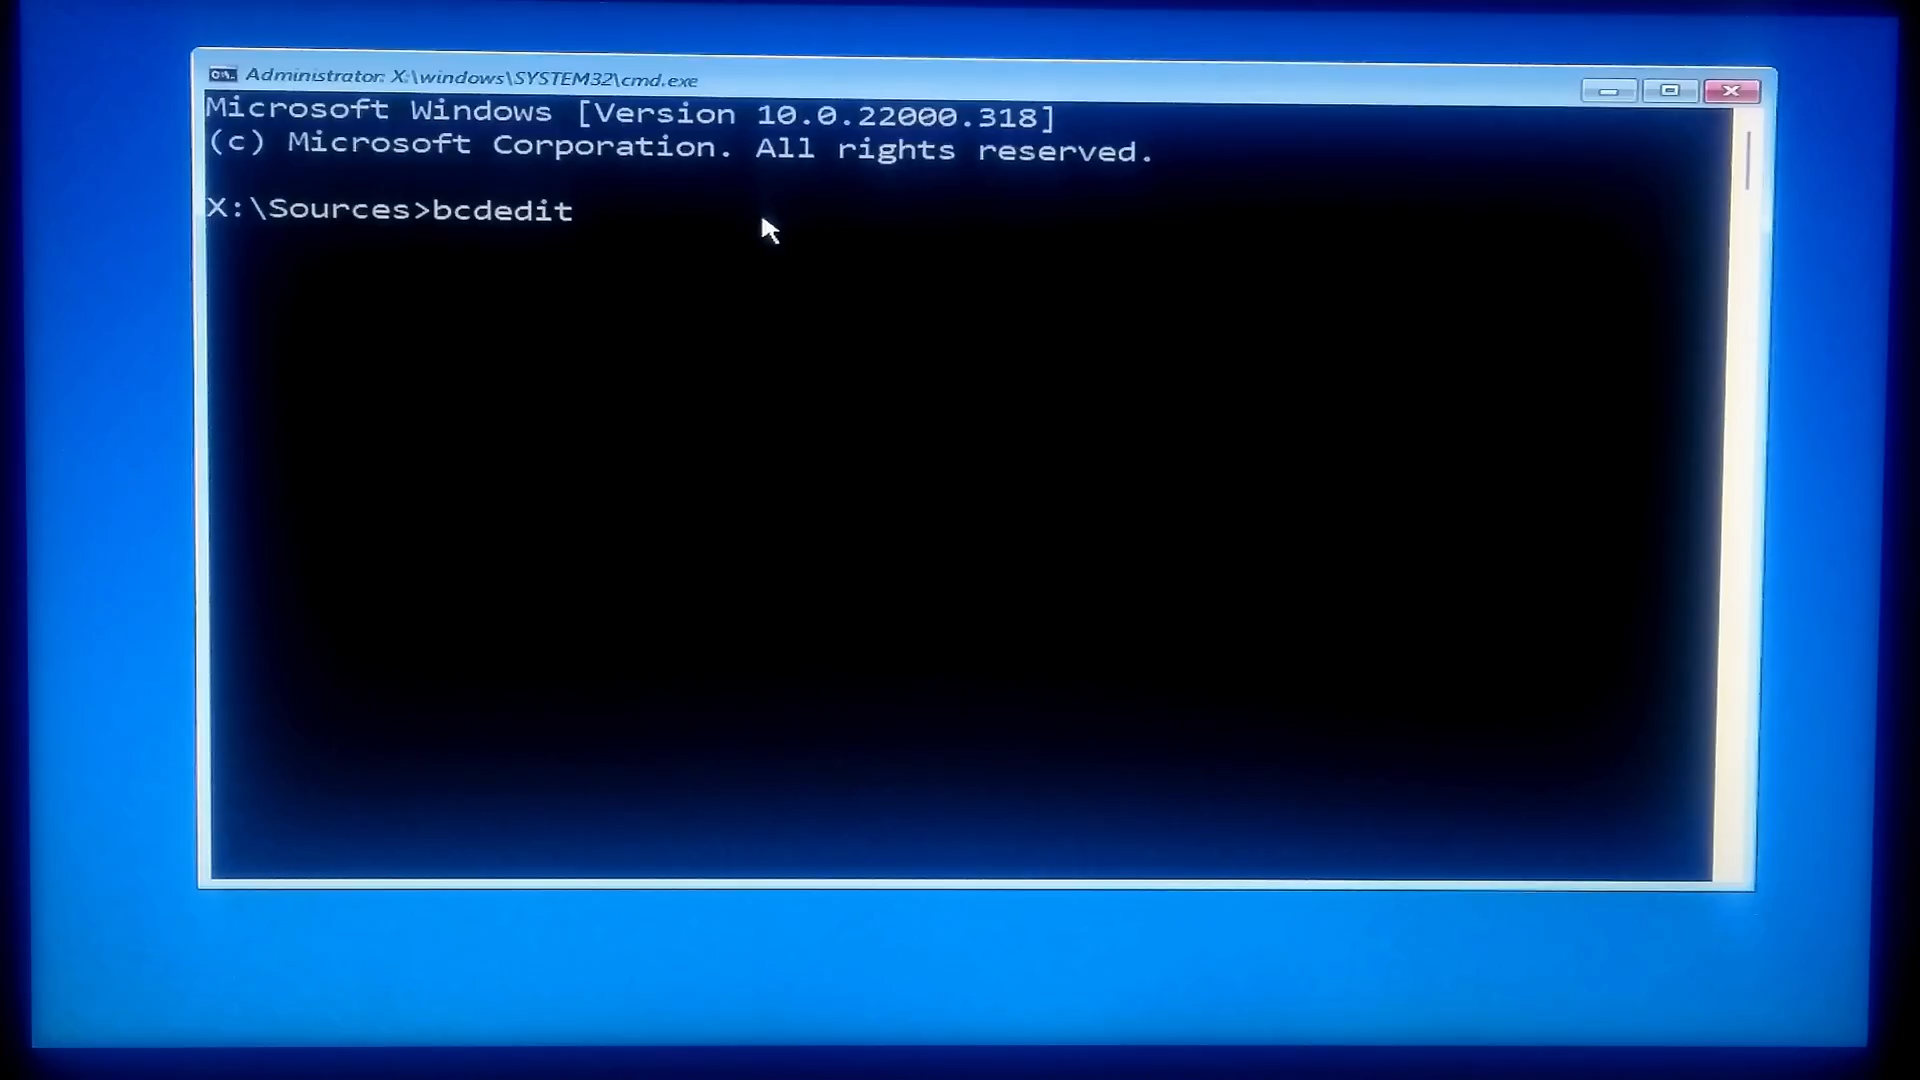 Administrator: X:\windows\SYSTEM32\cmd.exe
Microsoft Windows [Version 10.0.22000.318]
(c) Microsoft Corporation. All rights reserved.
X:\Sources>bcdedit